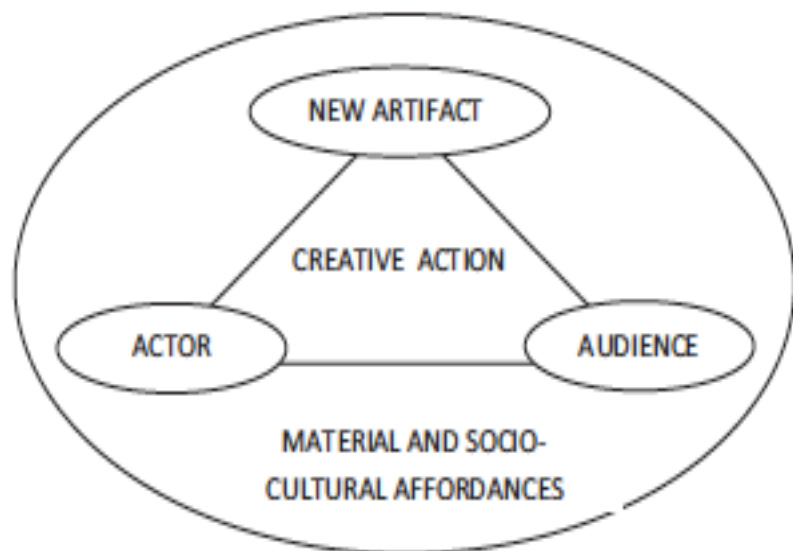 NEW ARTIFACT
CREATIVE ACTION
ACTOR
AUDIENCE
MATERIAL AND SOCIO-
CULTURAL AFFORDANCES